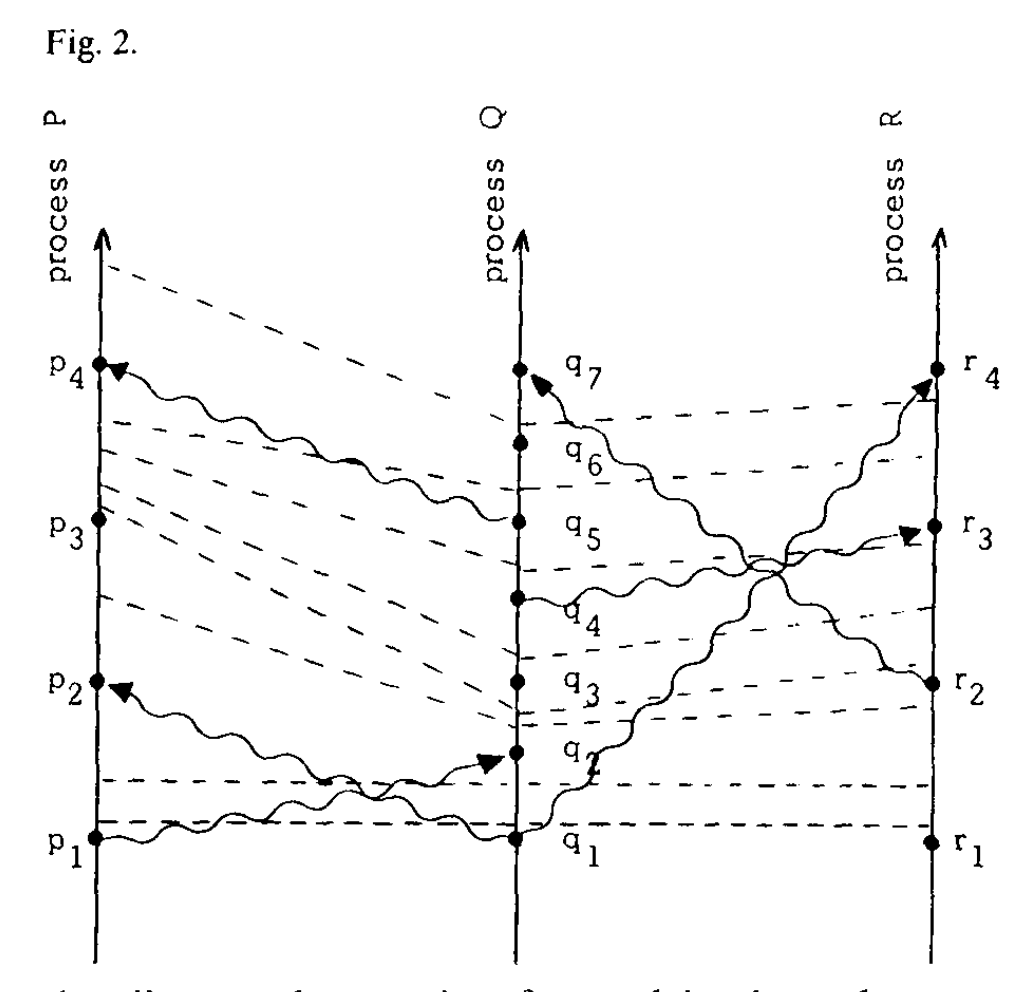 Fig. 2.
process P
process Q
process R
p4
q7
r4
q6
p3
q5
r3
q4
p2
q3
r2
q2
p1
q1
r1